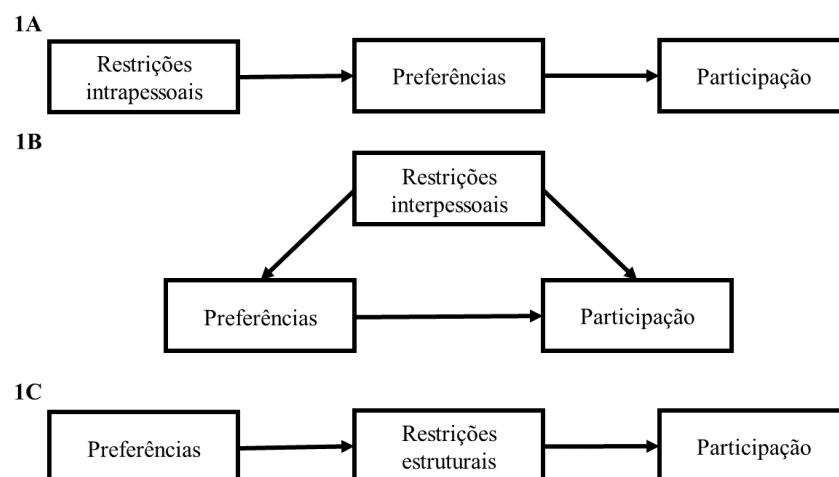 1A
Restrições
intrapessoais
Preferências
Participação
1B
Restrições
interpessoais
Preferências
Participação
1C
Preferências
Restrições
estruturais
Participação